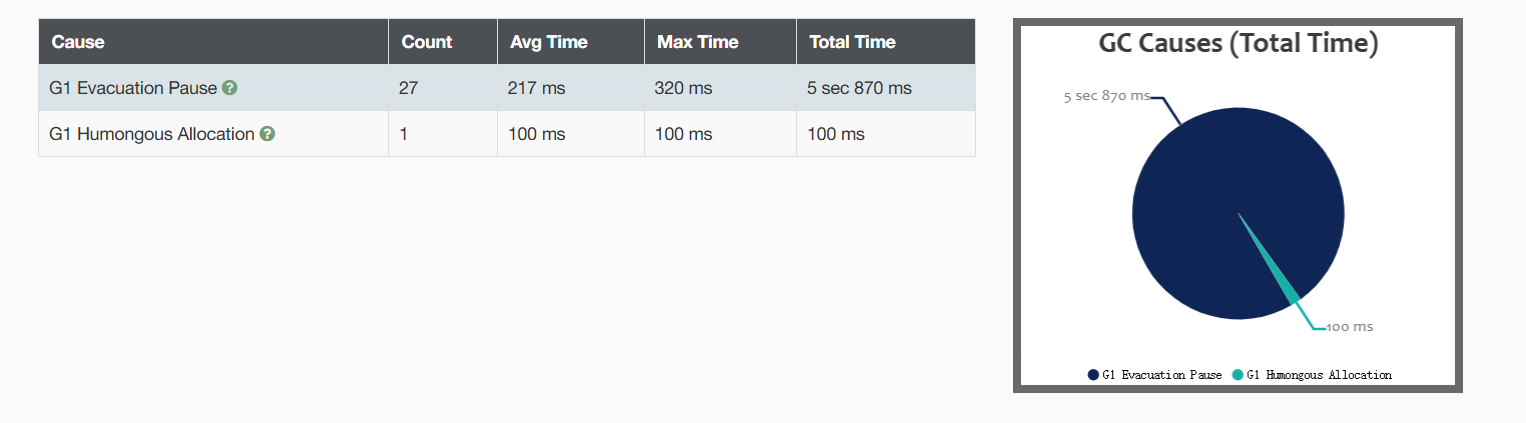 Cause Count Avg Time Max Time Total Time
G1 Evacuation Pause ? 27 217 ms 320 ms 5 sec 870 ms
G1 Humongous Allocation ? 1 100 ms 100 ms 100 ms
GC Causes (Total Time)
5 sec 870 ms
100 ms
G1 Evacuation Pause G1 Humongous Allocation